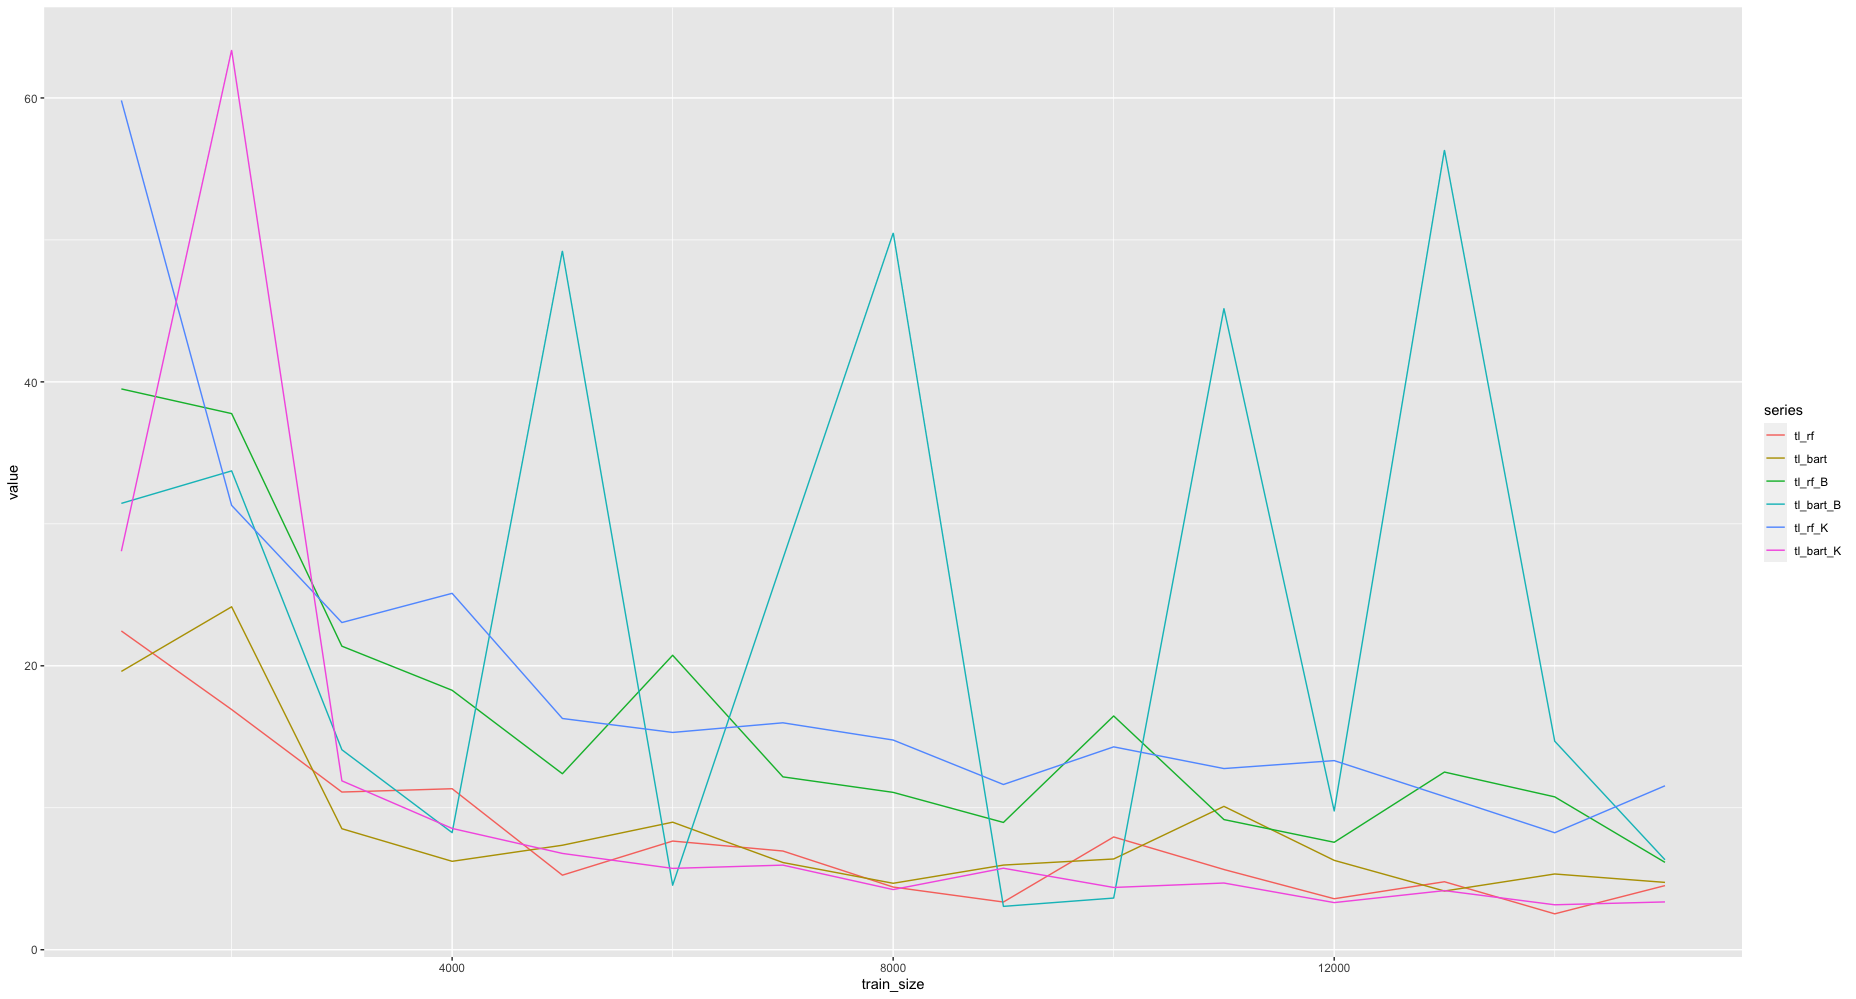 value
60
40
20
0
4000
8000
12000
train_size
series
tl_rf
tl_bart
tl_rf_B
tl_bart_B
tl_rf_K
tl_bart_K